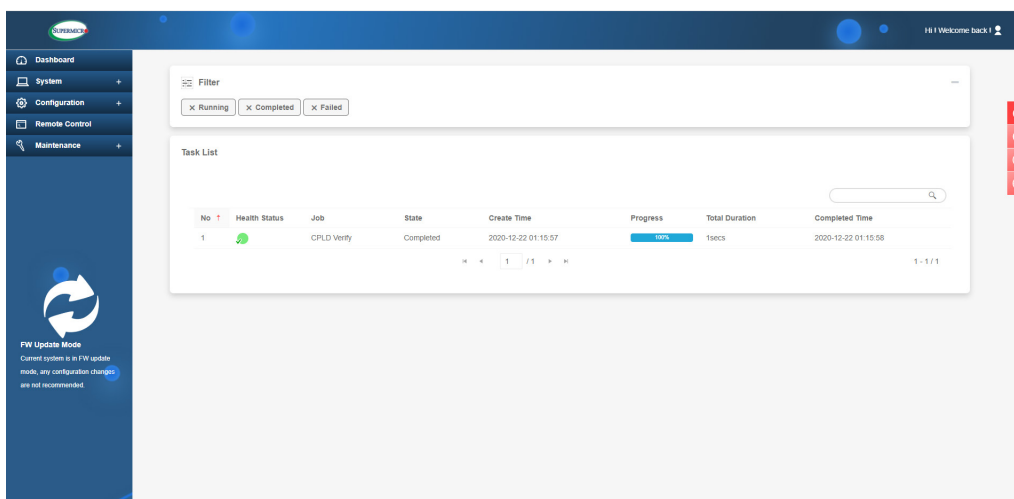 SUPERMICR
Hi ! Welcome back !
Dashboard
System +
Configuration +
Remote Control
Maintenance +
Filter
× Running × Completed × Failed
Task List
No ↑ Health Status Job State Create Time Progress Total Duration Completed Time
1 CPLD Verify Completed 2020-12-22 01:15:57 100% 1secs 2020-12-22 01:15:58
1 / 1
1 - 1 / 1
FW Update Mode
Current system is in FW update
mode, any configuration changes
are not recommended.